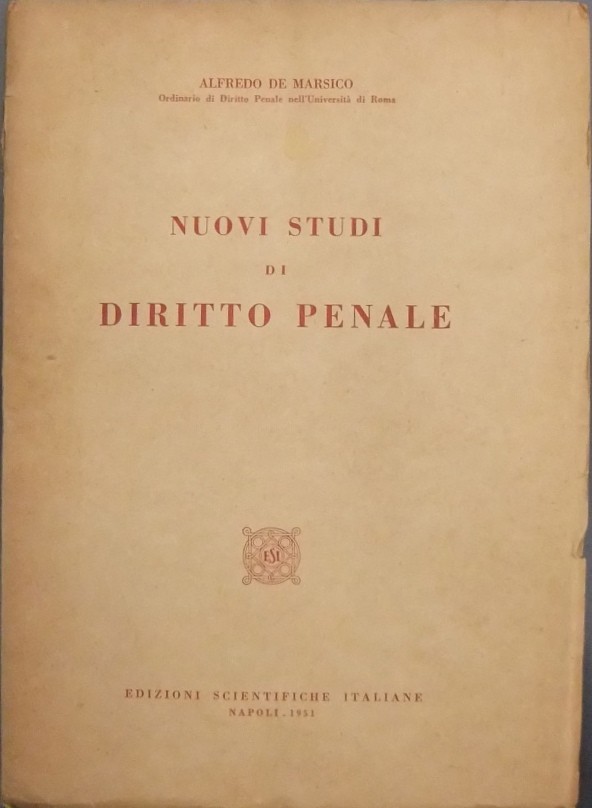 ALFREDO DE MARSICO
Ordinario di Diritto Penale nell'Università di Roma
NUOVI STUDI
DI
DIRITTO PENALE
ESI
EDIZIONI SCIENTIFICHE ITALIANE
NAPOLI . 1951